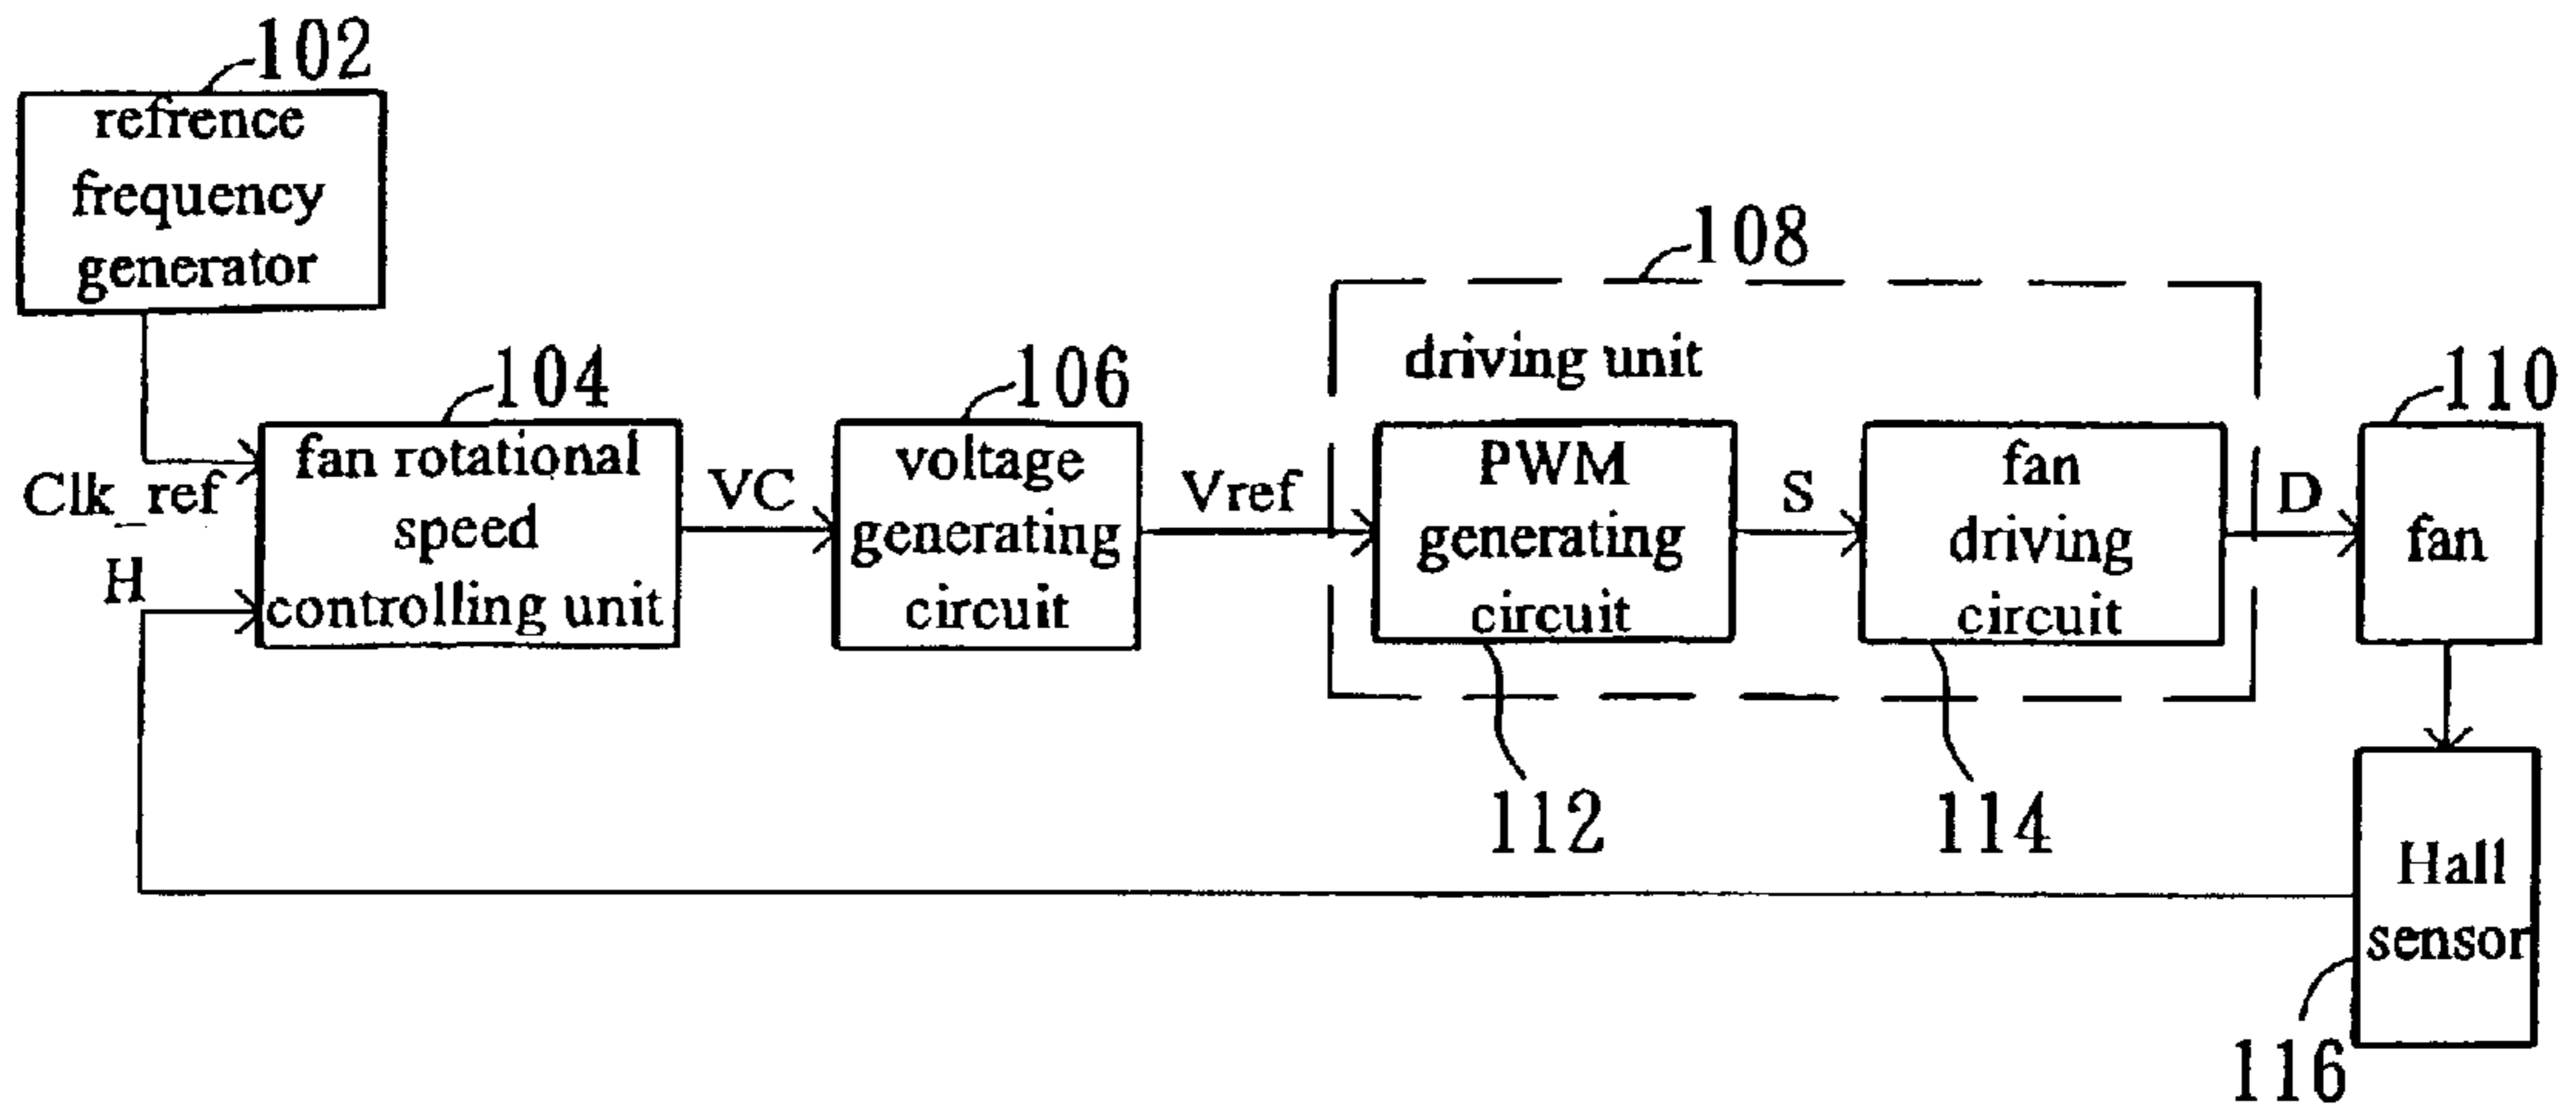 102
refrence
frequency
generator
108
driving unit
104
106
110
fan rotational
speed
controlling unit
Clk_ref
H
VC
voltage
generating
circuit
Vref
PWM
generating
circuit
S
fan
driving
circuit
D
fan
112
114
Hall
sensor
116